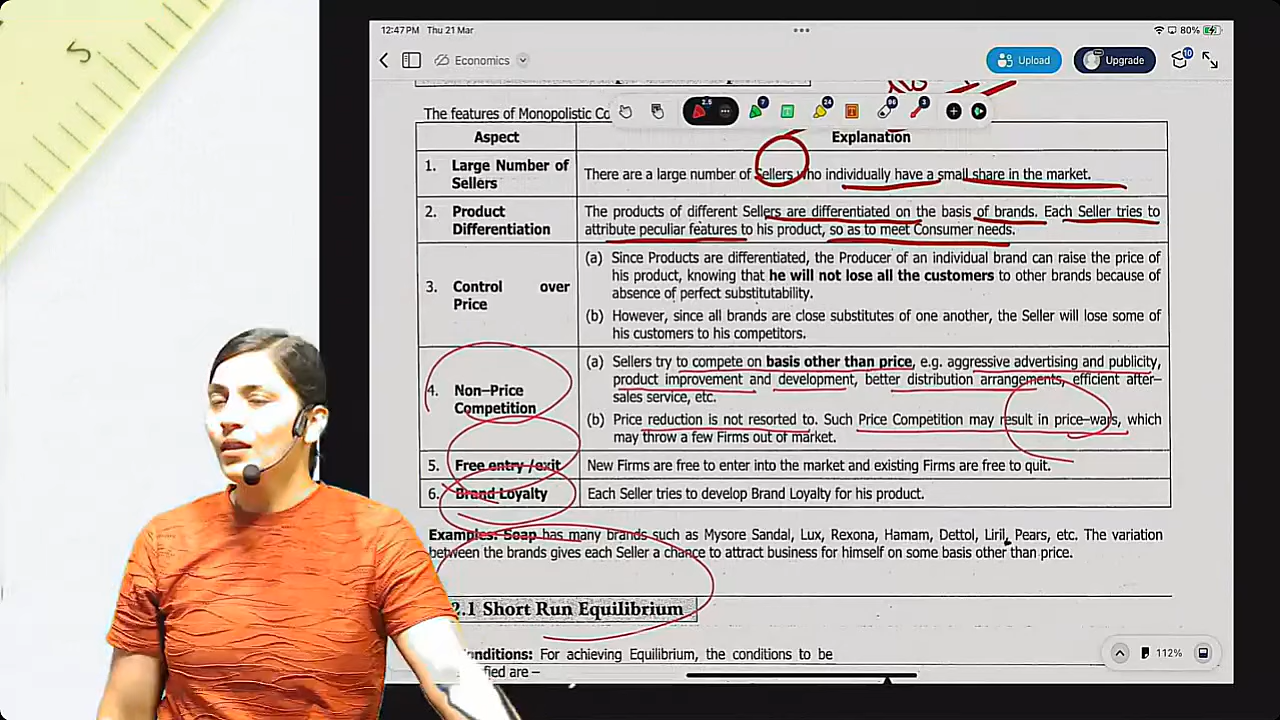 5
12:47 PM Thu 21 Mar
80%
Economics
Upload
Upgrade
10
2.5
7
24
96
3
The features of Monopolistic Co
Aspect
Explanation
1. Large Number of Sellers
There are a large number of Sellers who individually have a small share in the market.
2. Product Differentiation
The products of different Sellers are differentiated on the basis of brands. Each Seller tries to
attribute peculiar features to his product, so as to meet Consumer needs.
3. Control over Price
(a) Since Products are differentiated, the Producer of an individual brand can raise the price of
his product, knowing that he will not lose all the customers to other brands because of
absence of perfect substitutability.
(b) However, since all brands are close substitutes of one another, the Seller will lose some of
his customers to his competitors.
4. Non–Price Competition
(a) Sellers try to compete on basis other than price, e.g. aggressive advertising and publicity,
product improvement and development, better distribution arrangements, efficient after–
sales service, etc.
(b) Price reduction is not resorted to. Such Price Competition may result in price–wars, which
may throw a few Firms out of market.
5. Free entry /exit
New Firms are free to enter into the market and existing Firms are free to quit.
6. Brand Loyalty
Each Seller tries to develop Brand Loyalty for his product.
Examples: Soap has many brands such as Mysore Sandal, Lux, Rexona, Hamam, Dettol, Liril, Pears, etc. The variation
between the brands gives each Seller a chance to attract business for himself on some basis other than price.
2.1 Short Run Equilibrium
nditions: For achieving Equilibrium, the conditions to be
fied are –
112%